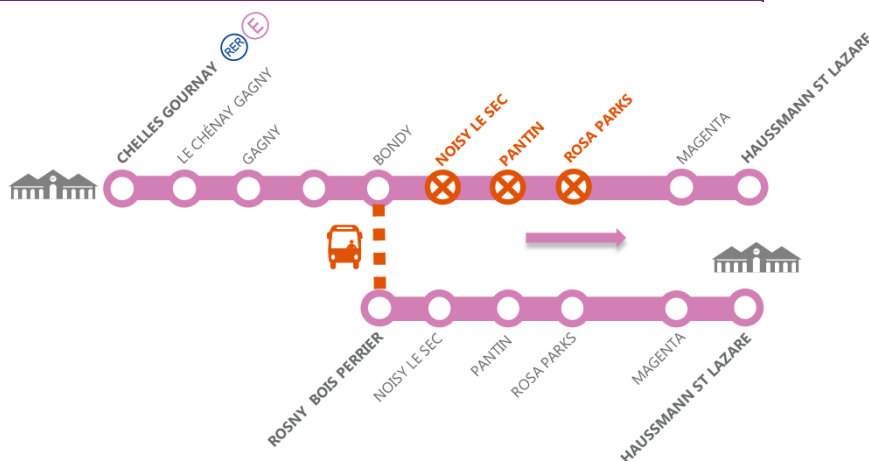 RER E
CHELLES GOURNAY
LE CHÉNAY GAGNY
GAGNY
BONDY
NOISY LE SEC
PANTIN
ROSA PARKS
MAGENTA
HAUSSMANN ST LAZARE
ROSNY BOIS PERRIER
NOISY LE SEC
PANTIN
ROSA PARKS
MAGENTA
HAUSSMANN ST LAZARE